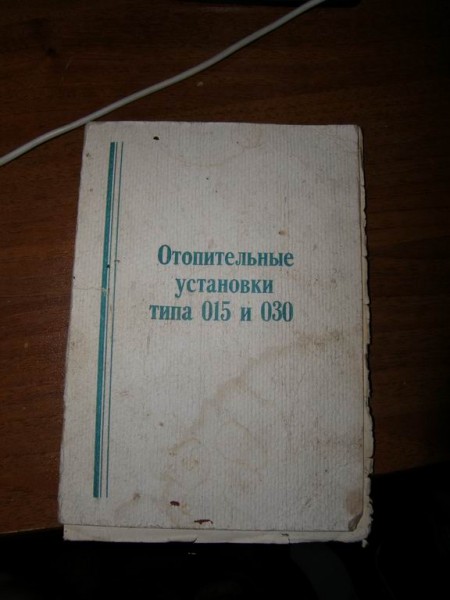 Отопительные
установки
типа 015 и 030